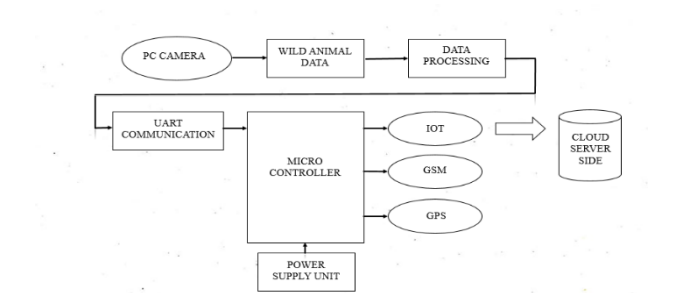 PC CAMERA
WILD ANIMAL
DATA
DATA
PROCESSING
UART
COMMUNICATION
MICRO
CONTROLLER
IOT
GSM
GPS
CLOUD
SERVER
SIDE
POWER
SUPPLY UNIT